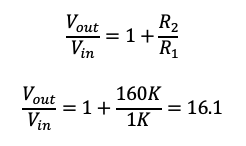 V_out / V_in = 1 + R_2 / R_1
V_out / V_in = 1 + 160K / 1K = 16.1